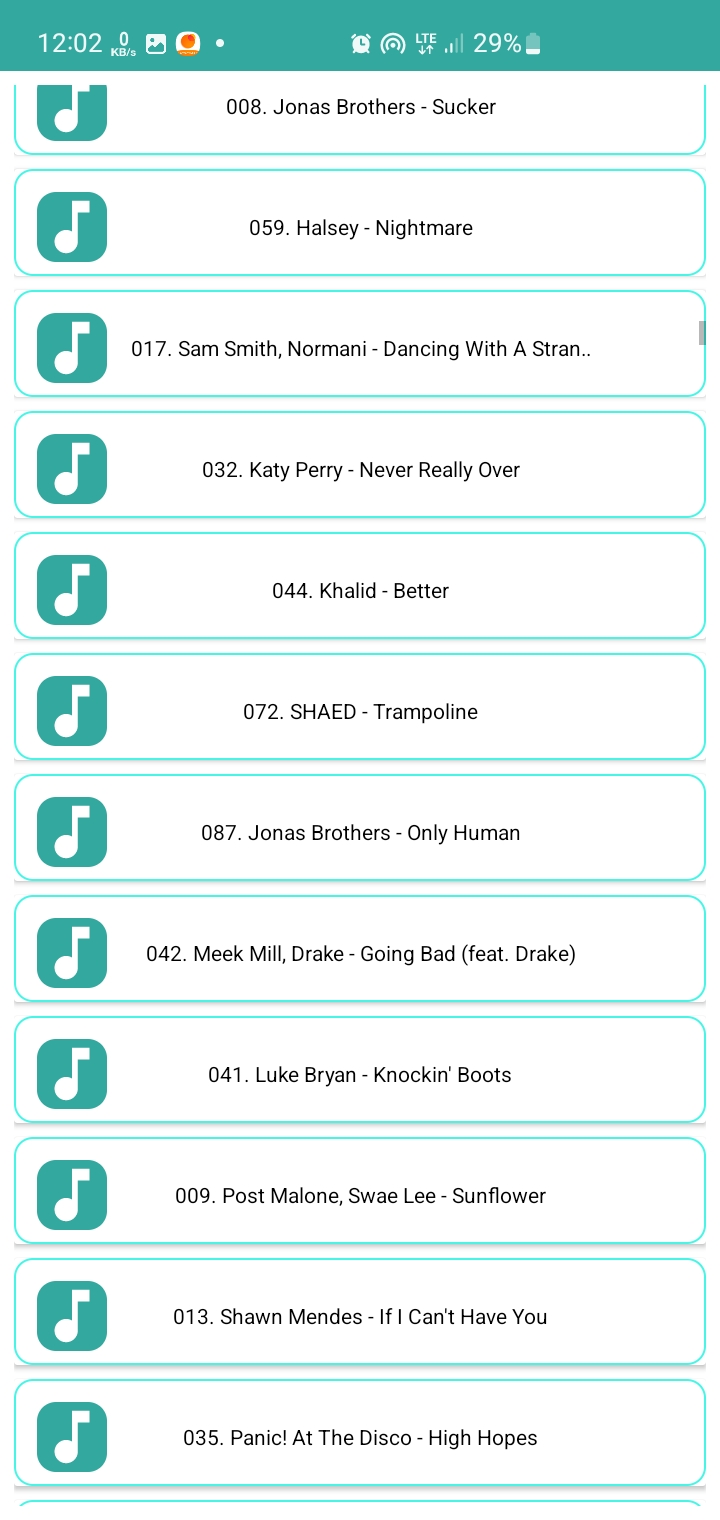 12:02 0 KB/s LTE 29%
008. Jonas Brothers - Sucker
059. Halsey - Nightmare
017. Sam Smith, Normani - Dancing With A Stran..
032. Katy Perry - Never Really Over
044. Khalid - Better
072. SHAED - Trampoline
087. Jonas Brothers - Only Human
042. Meek Mill, Drake - Going Bad (feat. Drake)
041. Luke Bryan - Knockin' Boots
009. Post Malone, Swae Lee - Sunflower
013. Shawn Mendes - If I Can't Have You
035. Panic! At The Disco - High Hopes